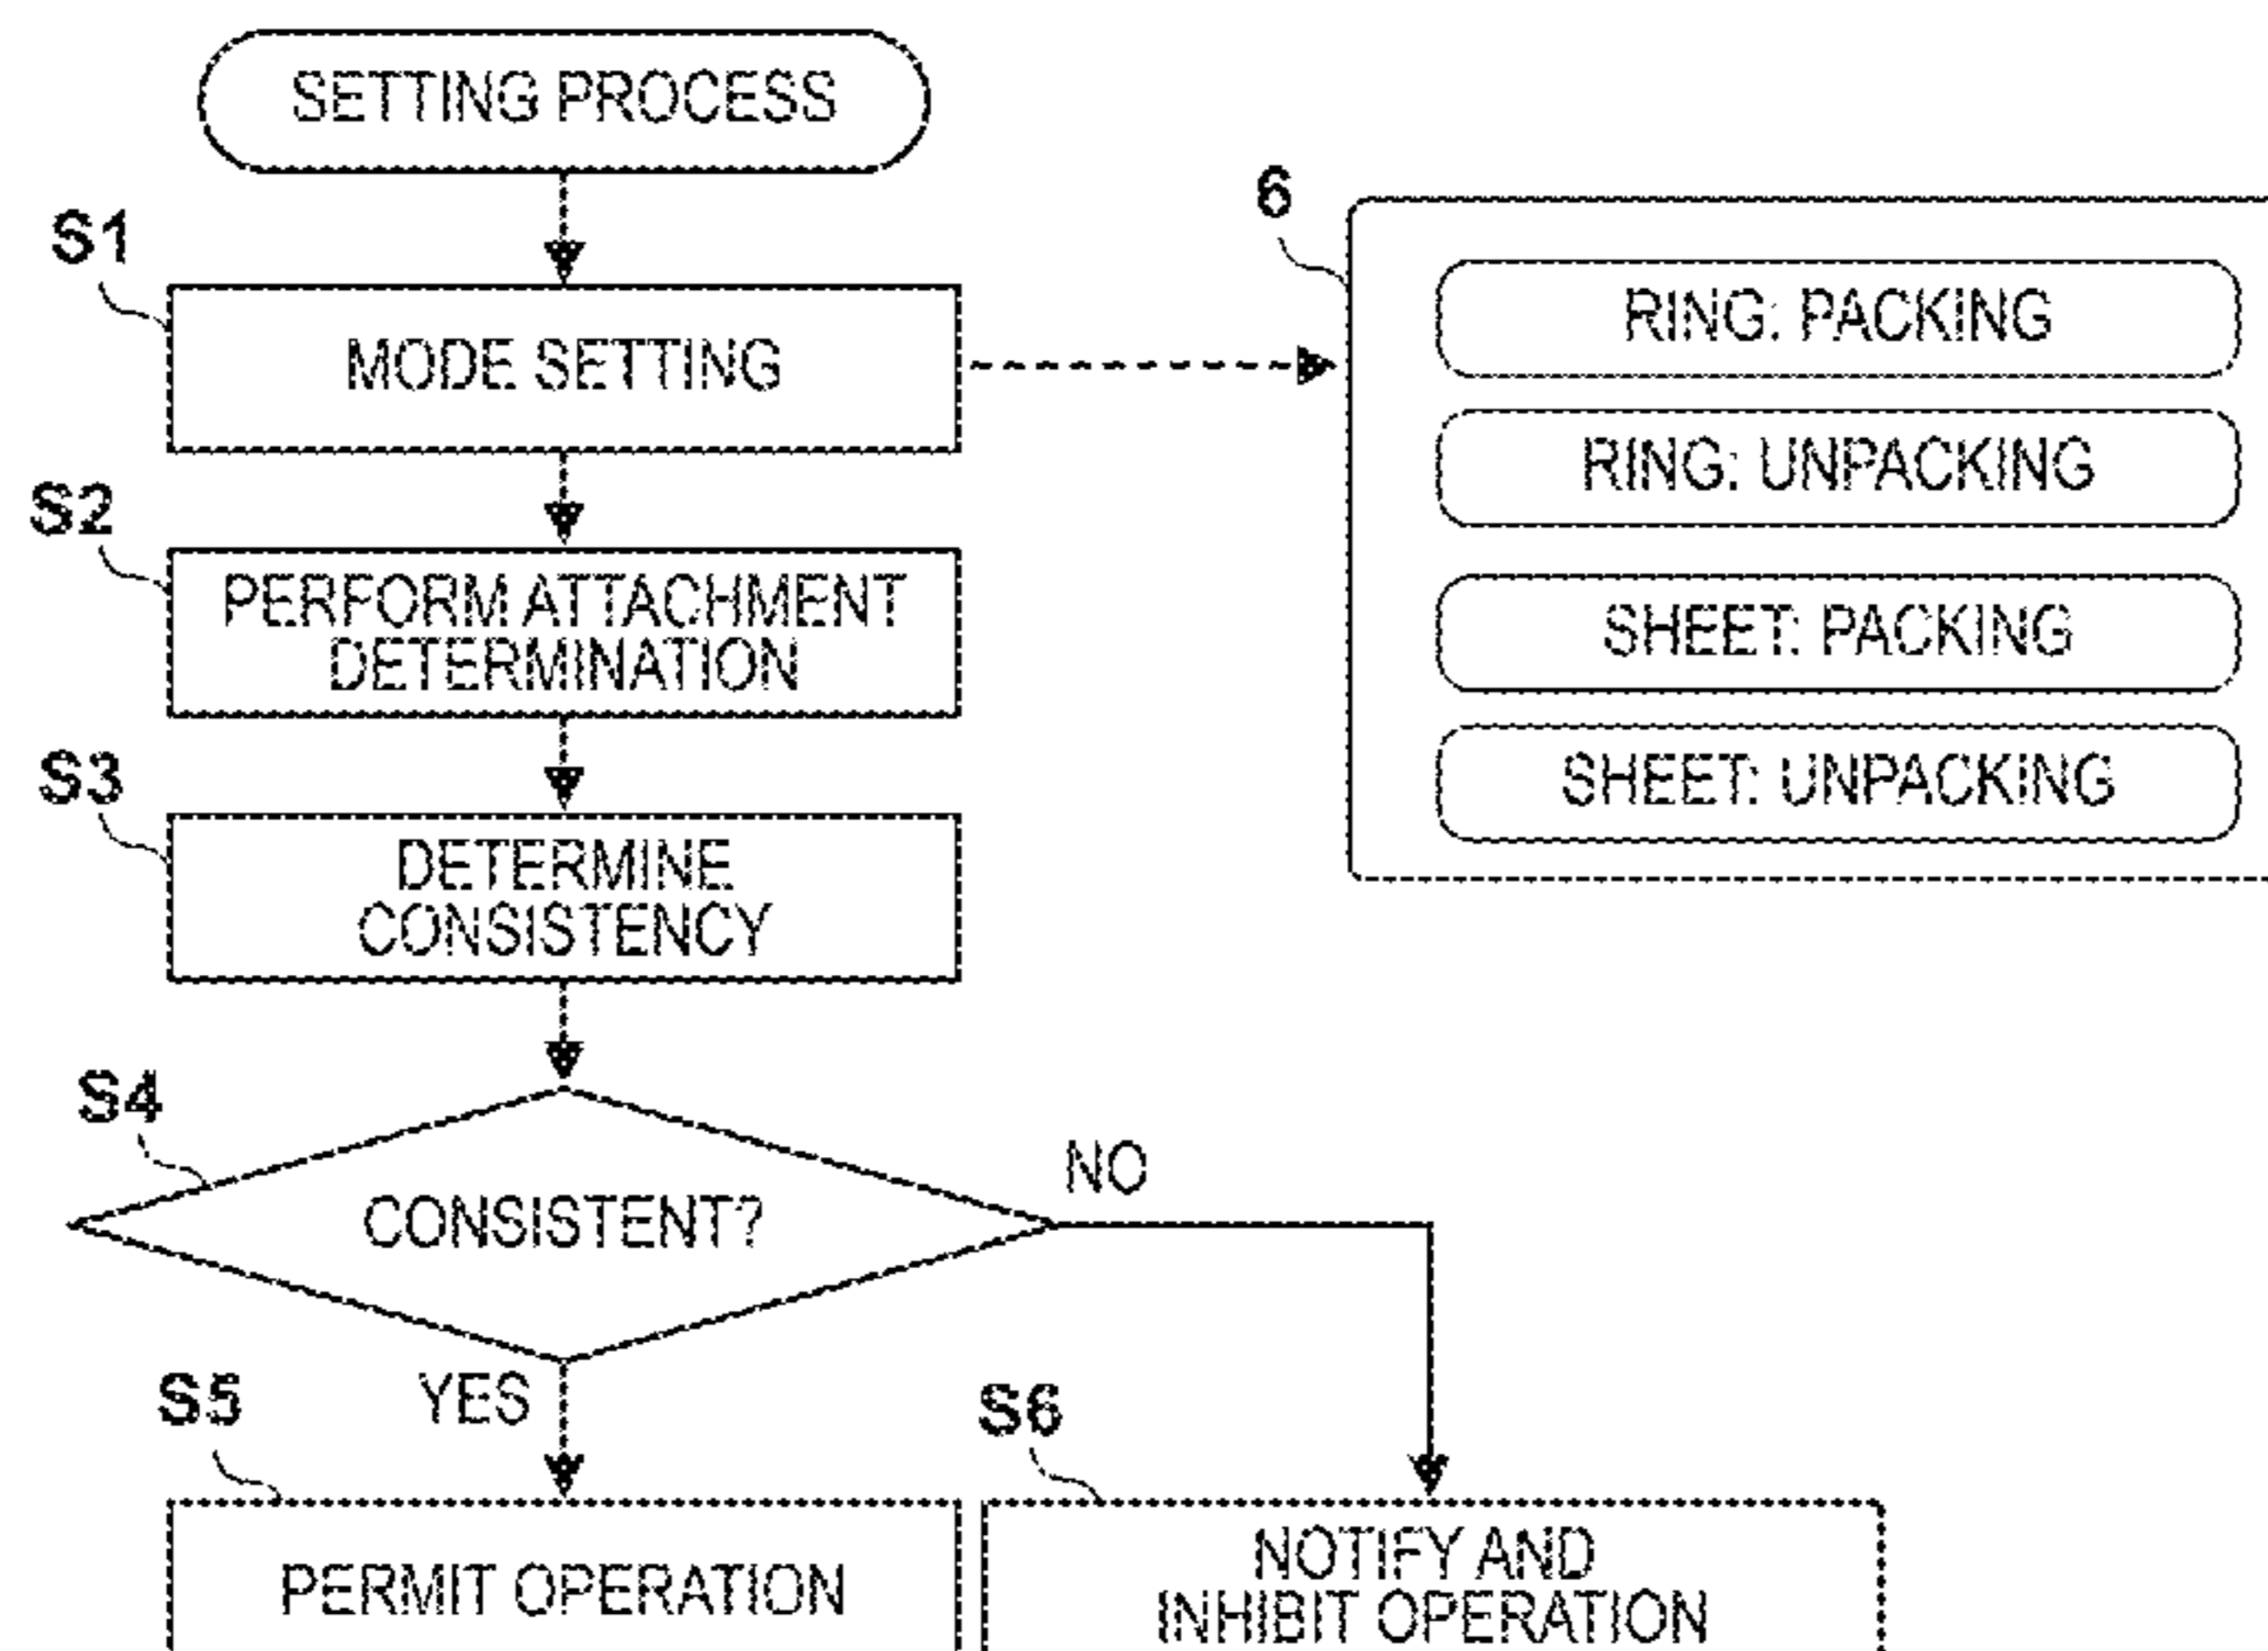 SETTING PROCESS
S1
MODE SETTING
6
RING: PACKING
RING: UNPACKING
SHEET: PACKING
SHEET: UNPACKING
S2
PERFORM ATTACHMENT
DETERMINATION
S3
DETERMINE
CONSISTENCY
S4
CONSISTENT?
NO
YES
S5
PERMIT OPERATION
S6
NOTIFY AND
INHIBIT OPERATION